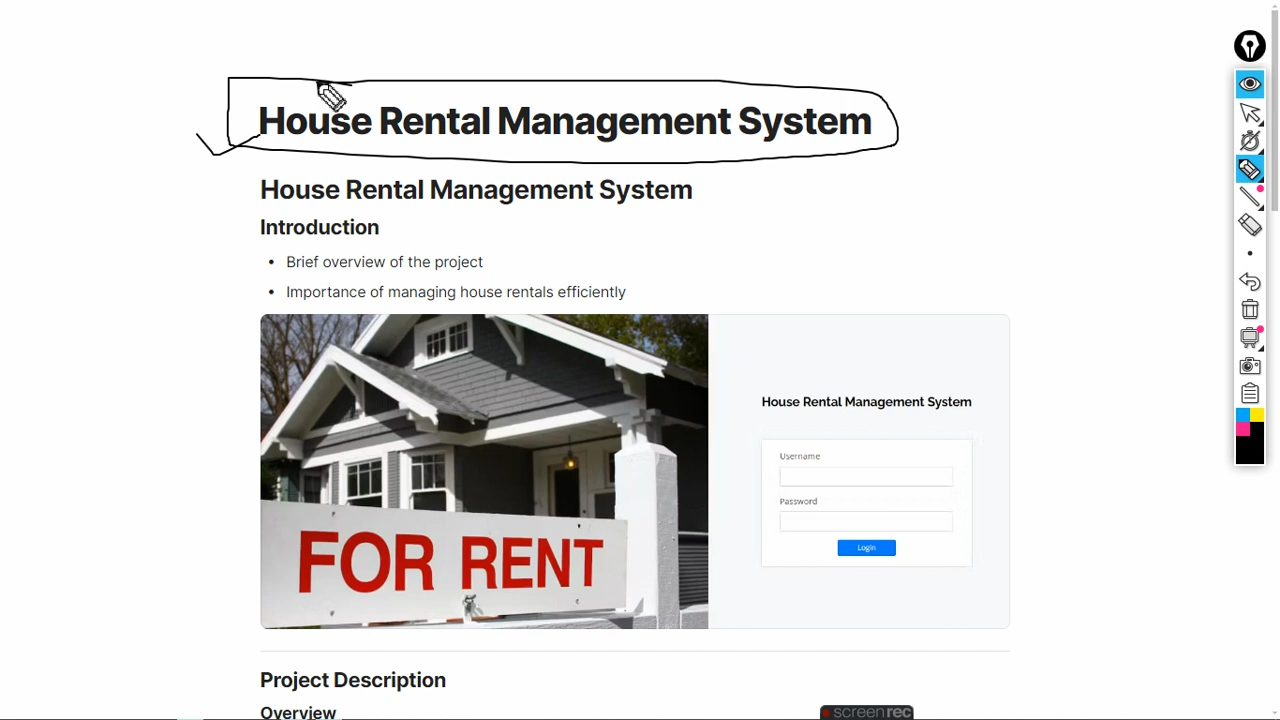 House Rental Management System
House Rental Management System
Introduction
• Brief overview of the project
• Importance of managing house rentals efficiently
FOR RENT
House Rental Management System
Username
Password
Login
Project Description
Overview
screenrec